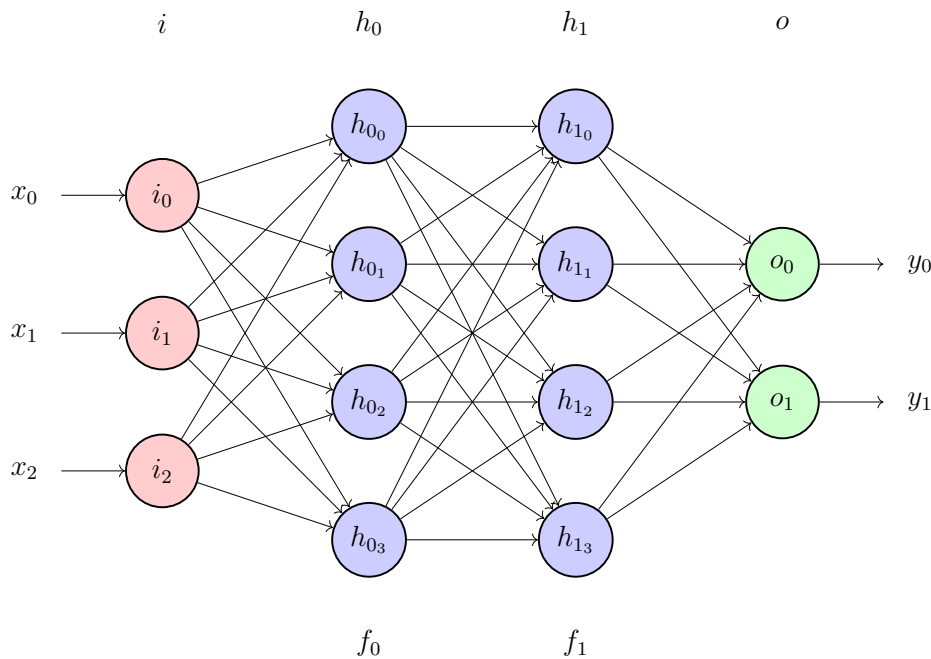 i h₀ h₁ o
h₀₀ h₁₀
x₀ i₀
h₀₁ h₁₁ o₀ y₀
x₁ i₁
h₀₂ h₁₂ o₁ y₁
x₂ i₂
h₀₃ h₁₃
f₀ f₁